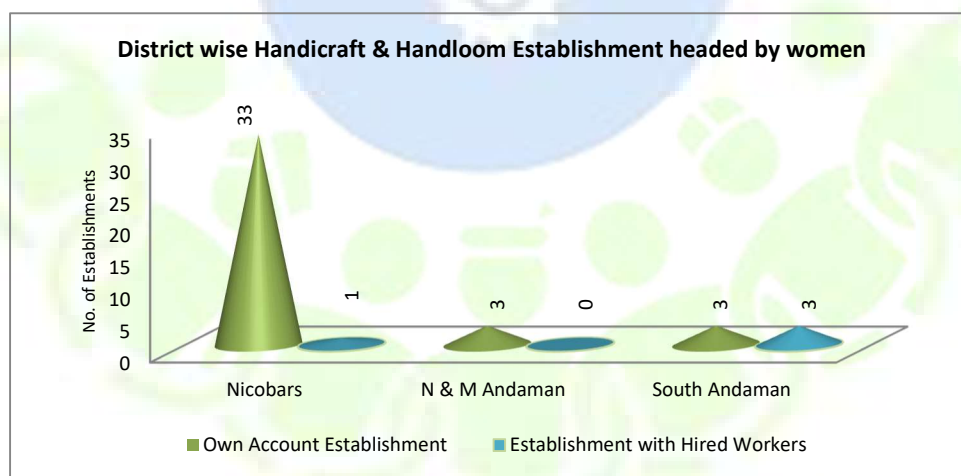 District wise Handicraft & Handloom Establishment headed by women
No. of Establishments
35
30
25
20
15
10
5
0
33
1
3
0
3
3
Nicobars
N & M Andaman
South Andaman
Own Account Establishment
Establishment with Hired Workers